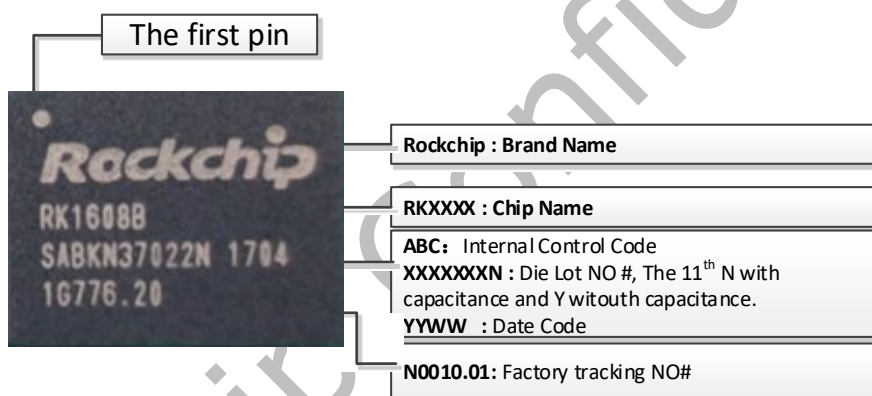 The first pin
Rockchip
RK1608B
SABKN37022N 1704
1G776.20
Rockchip : Brand Name
RKXXXX : Chip Name
ABC： Internal Control Code
XXXXXXXN : Die Lot NO #, The 11th N with
capacitance and Y witouth capacitance.
YYWW : Date Code
N0010.01: Factory tracking NO#